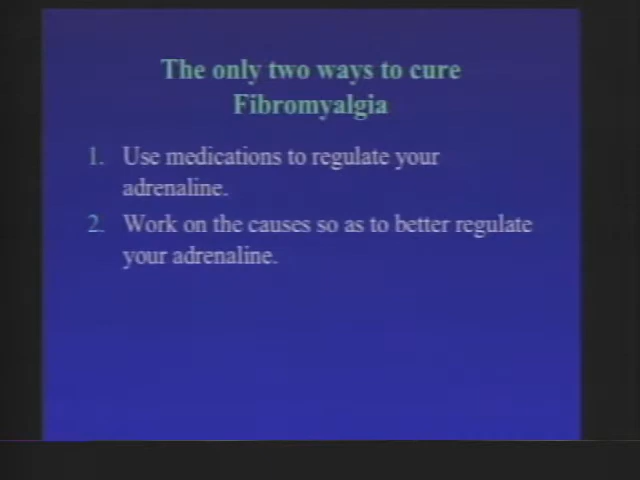 The only two ways to cure
Fibromyalgia
1. Use medications to regulate your
adrenaline.
2. Work on the causes so as to better regulate
your adrenaline.